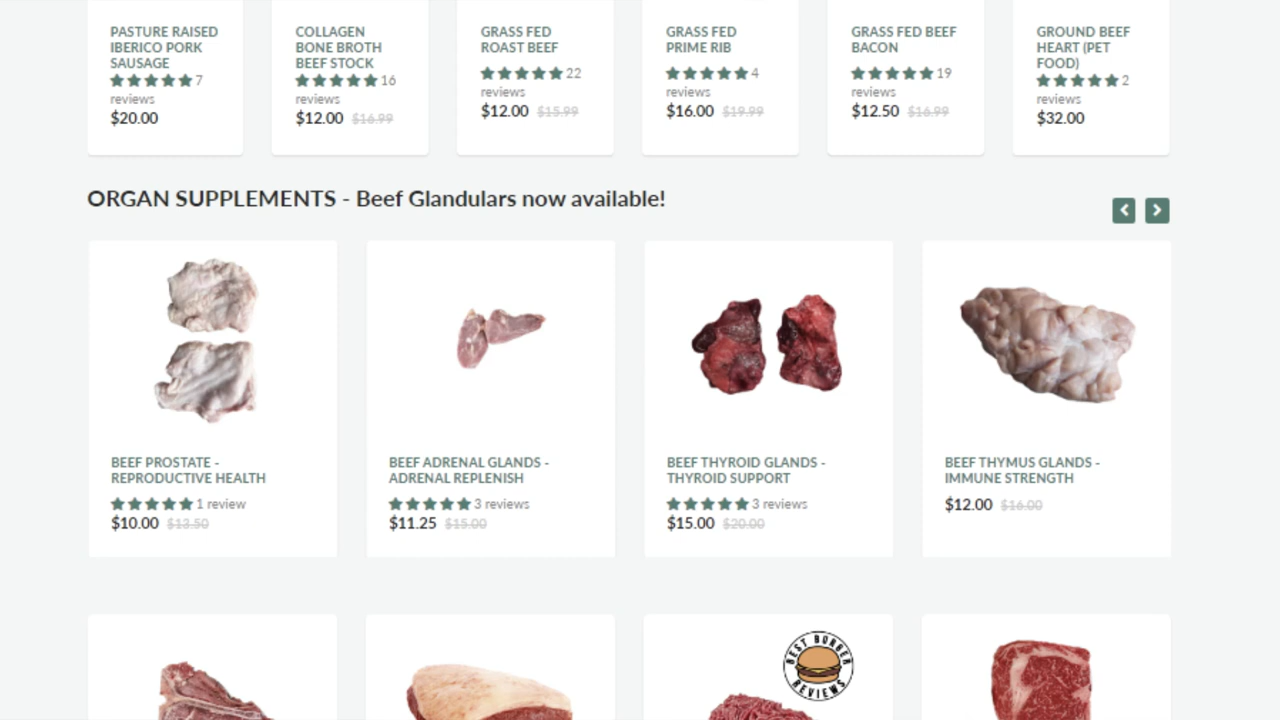 PASTURE RAISED
IBERICO PORK
SAUSAGE
7
reviews
$20.00
COLLAGEN
BONE BROTH
BEEF STOCK
16
reviews
$12.00 $16.99
GRASS FED
ROAST BEEF
22
reviews
$12.00 $15.99
GRASS FED
PRIME RIB
4
reviews
$16.00 $19.99
GRASS FED BEEF
BACON
19
reviews
$12.50 $16.99
GROUND BEEF
HEART (PET
FOOD)
2
reviews
$32.00
ORGAN SUPPLEMENTS - Beef Glandulars now available!
BEEF PROSTATE -
REPRODUCTIVE HEALTH
1 review
$10.00 $13.50
BEEF ADRENAL GLANDS -
ADRENAL REPLENISH
3 reviews
$11.25 $15.00
BEEF THYROID GLANDS -
THYROID SUPPORT
3 reviews
$15.00 $20.00
BEEF THYMUS GLANDS -
IMMUNE STRENGTH
$12.00 $16.00
BEST BURGER
REVIEWS